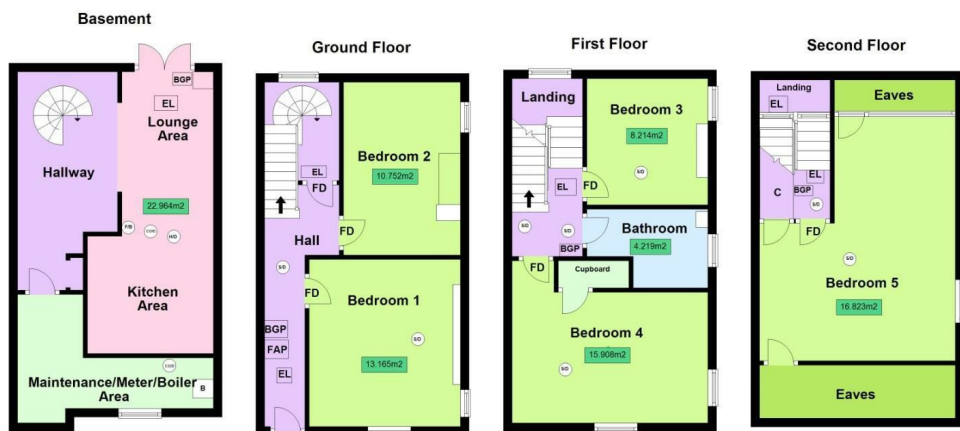 Basement
BGP
EL
Lounge
Area
Hallway
22.964m2
F/B
CO/D
H/D
Kitchen
Area
CO/D
Maintenance/Meter/Boiler
Area
B
Ground Floor
Bedroom 2
10.752m2
EL
FD
FD
Hall
S/D
FD
Bedroom 1
BGP
FAP
EL
S/D
13.165m2
First Floor
Landing
Bedroom 3
8.214m2
S/D
EL
FD
S/D
S/D
BGP
Bathroom
4.219m2
FD
Cupboard
Bedroom 4
15.908m2
S/D
Second Floor
Landing
EL
Eaves
EL
C
BGP
S/D
FD
S/D
Bedroom 5
16.823m2
Eaves